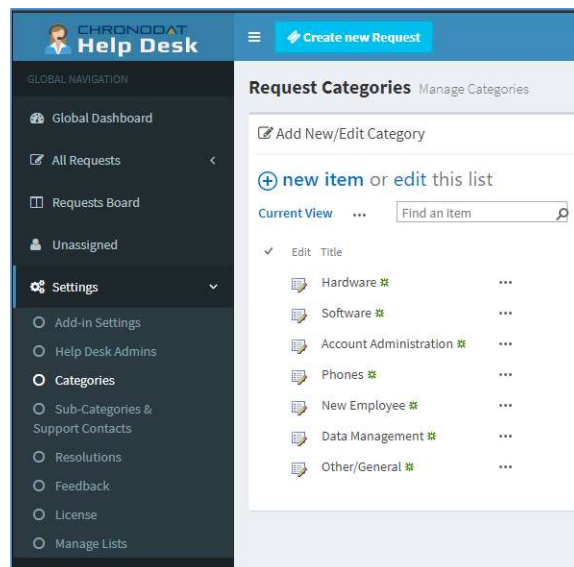 CHRONODAT
Help Desk
Create new Request
GLOBAL NAVIGATION
Global Dashboard
All Requests
Requests Board
Unassigned
Settings
Add-in Settings
Help Desk Admins
Categories
Sub-Categories &
Support Contacts
Resolutions
Feedback
License
Manage Lists
Request Categories Manage Categories
Add New/Edit Category
new item or edit this list
Current View ... Find an item
Edit Title
Hardware ...
Software ...
Account Administration ...
Phones ...
New Employee ...
Data Management ...
Other/General ...